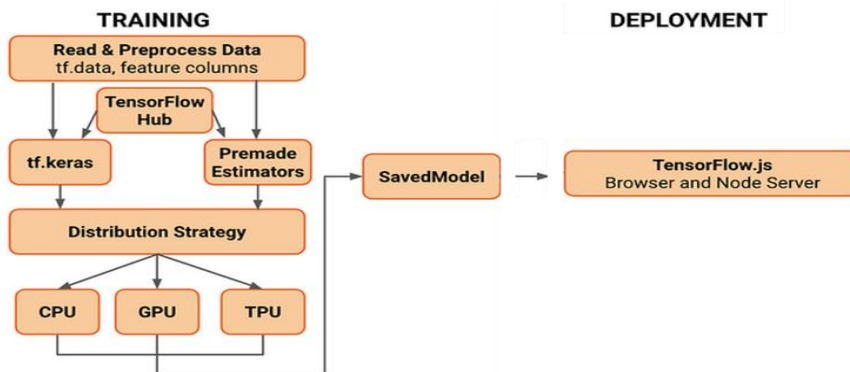 TRAINING
DEPLOYMENT
Read & Preprocess Data
tf.data, feature columns
TensorFlow
Hub
tf.keras
Premade
Estimators
SavedModel
TensorFlow.js
Browser and Node Server
Distribution Strategy
CPU
GPU
TPU